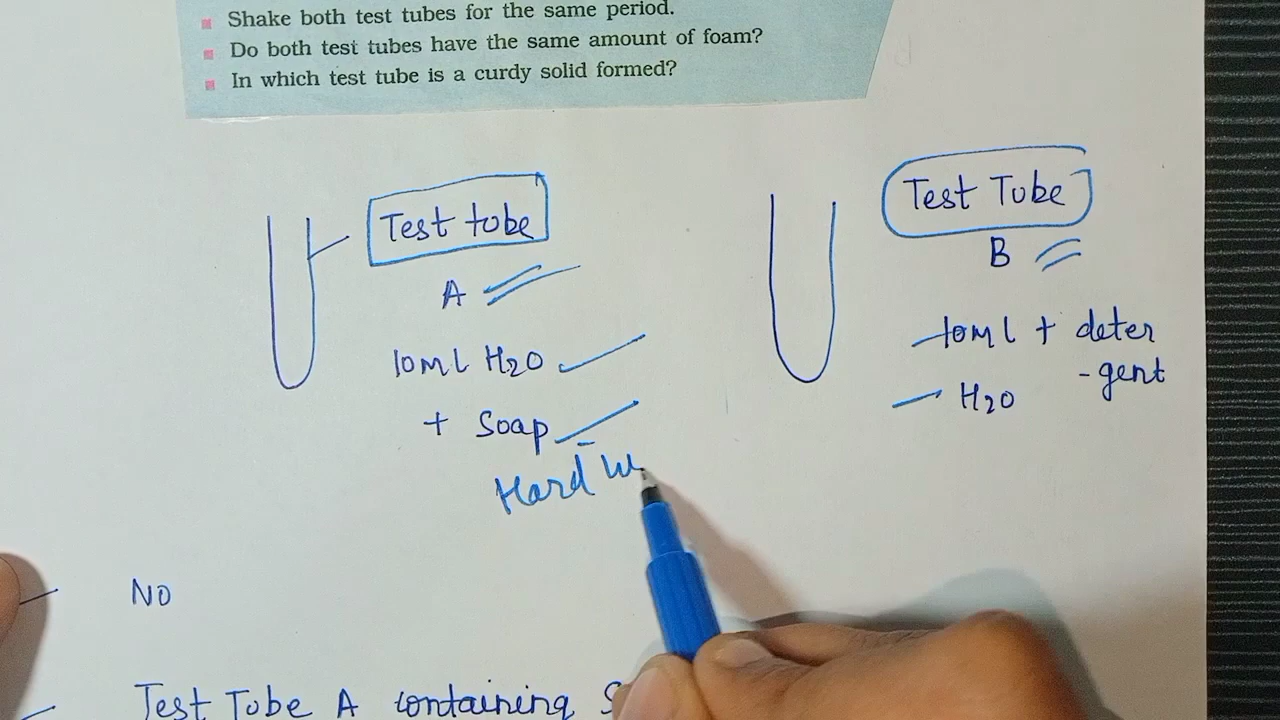 Shake both test tubes for the same period.
Do both test tubes have the same amount of foam?
In which test tube is a curdy solid formed?
Test tube
A
10ml H2O
+ Soap
Hard W
Test Tube
B
10ml + deter
-gent
H2O
NO
Test Tube A containing S